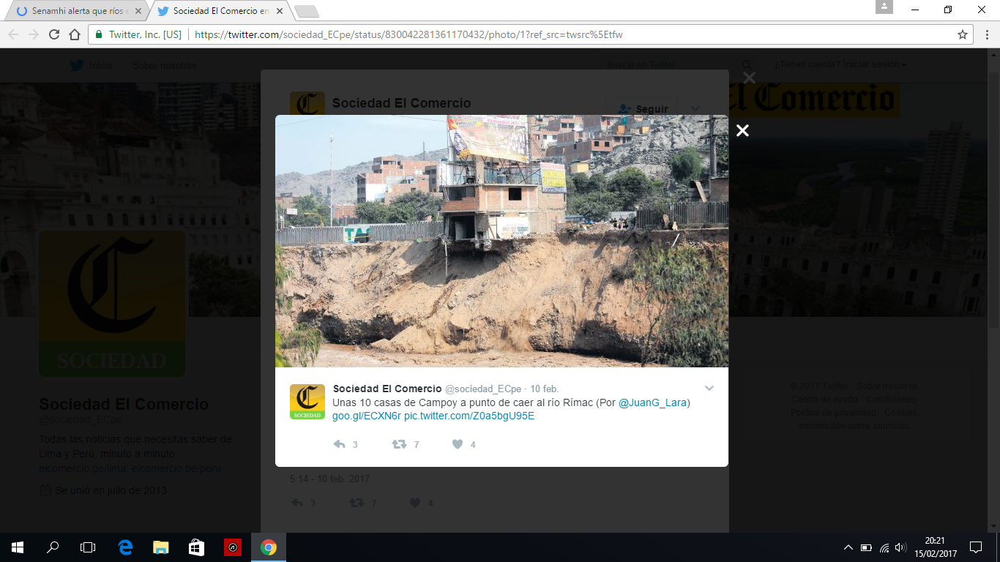 Senamhi alerta que ríos e
Sociedad El Comercio en
Twitter, Inc. [US]
https://twitter.com/sociedad_ECpe/status/830042281361170432/photo/1?ref_src=twsrc%5Etfw
Inicio
Sobre nosotros
Buscar en Twitter
¿Tienes cuenta? Iniciar sesión
El Comercio
Sociedad El Comercio
Seguir
C
SOCIEDAD
Sociedad El Comercio
@sociedad_ECpe
Todas las noticias que necesitas saber de
Lima y Perú, minuto a minuto.
elcomercio.pe/lima, elcomercio.pe/peru
Se unió en julio de 2013
C
SOCIEDAD
Sociedad El Comercio @sociedad_ECpe · 10 feb.
Unas 10 casas de Campoy a punto de caer al río Rímac (Por @JuanG_Lara)
goo.gl/ECXN6r pic.twitter.com/Z0a5bgU95E
3 7 4
5:14 - 10 feb. 2017
3 7 4
© 2017 Twitter Sobre nosotros
Centro de Ayuda Condiciones
Política de privacidad Cookies
Información sobre anuncios
20:21
15/02/2017